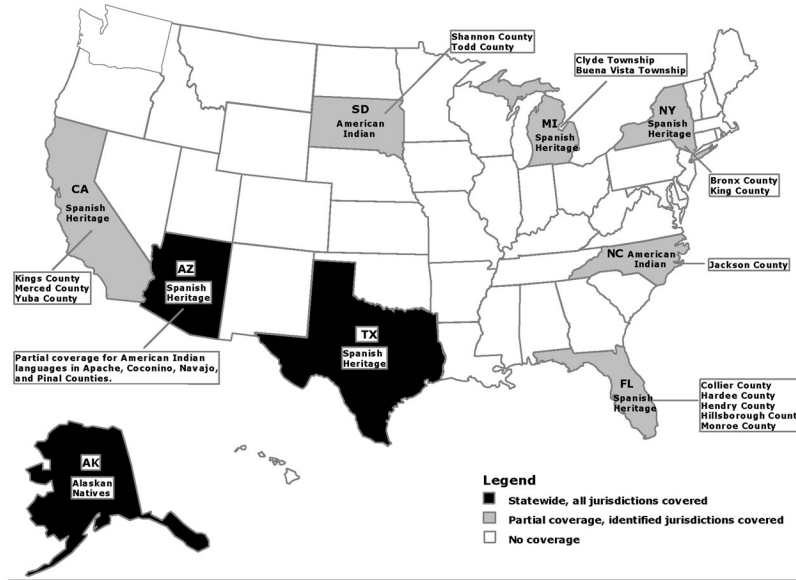 Shannon County
Todd County
Clyde Township
Buena Vista Township
SD
American
Indian
MI
Spanish
Heritage
NY
Spanish
Heritage
Bronx County
King County
CA
Spanish
Heritage
Kings County
Merced County
Yuba County
AZ
Spanish
Heritage
Partial coverage for American Indian
languages in Apache, Coconino, Navajo,
and Pinal Counties.
NC American
Indian
Jackson County
TX
Spanish
Heritage
FL
Spanish
Heritage
Collier County
Hardee County
Hendry County
Hillsborough Count
Monroe County
AK
Alaskan
Natives
Legend
Statewide, all jurisdictions covered
Partial coverage, identified jurisdictions covered
No coverage